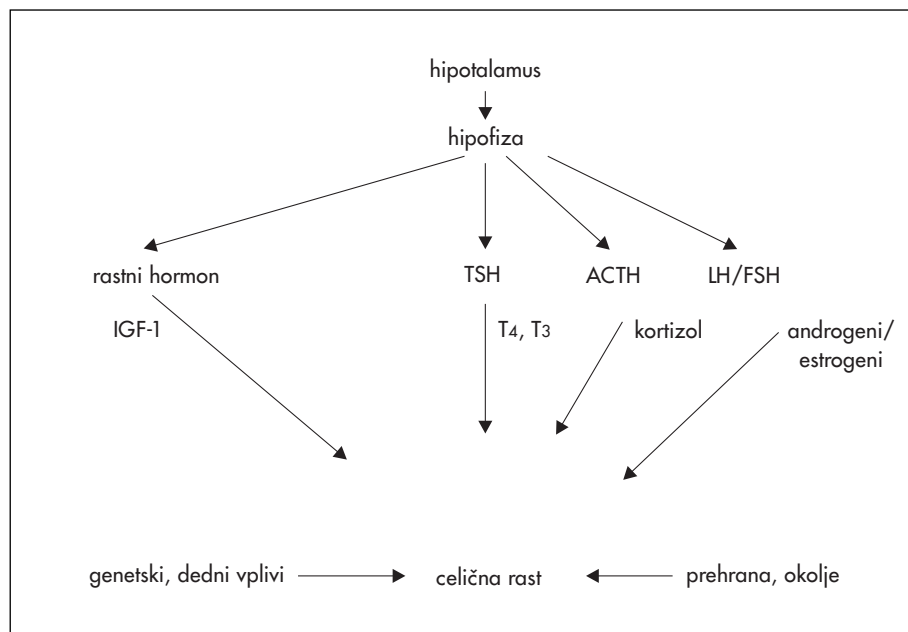 hipotalamus
hipofiza
rastni hormon
TSH
ACTH
LH/FSH
IGF-1
T4, T3
kortizol
androgeni/
estrogeni
genetski, dedni vplivi
celična rast
prehrana, okolje